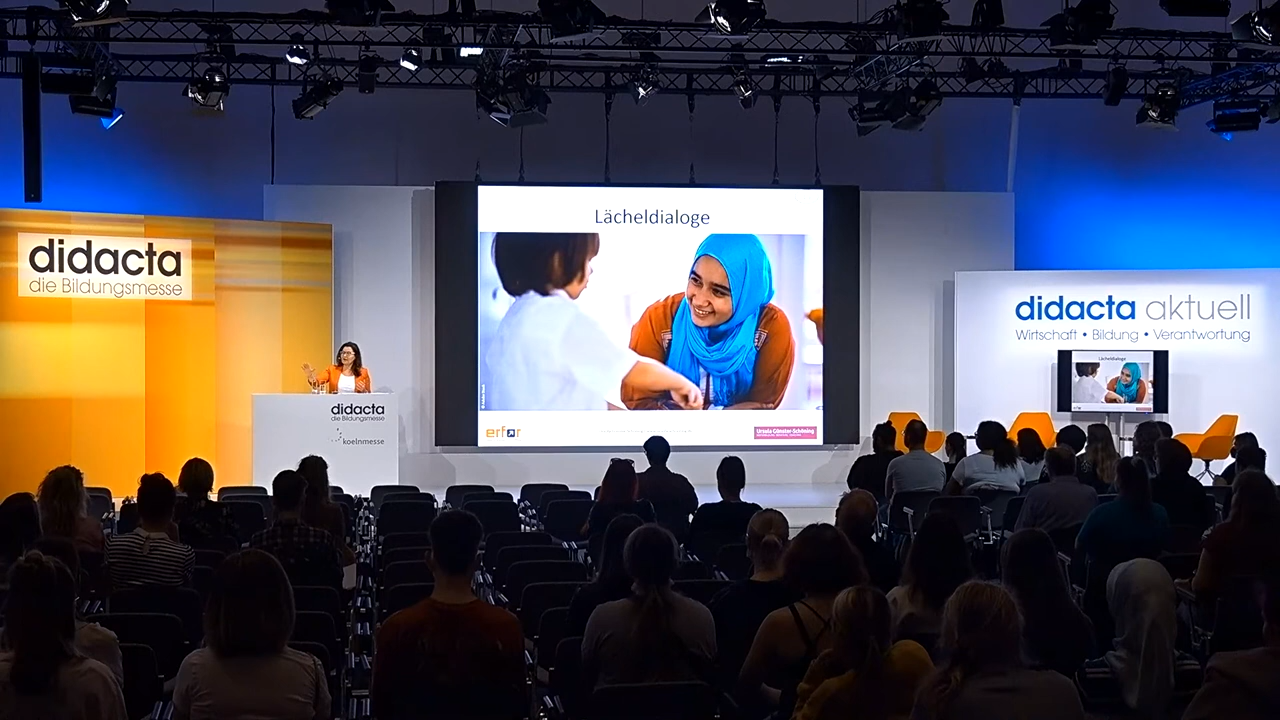 didacta
die Bildungsmesse
Lächeldialoge
erfor
Ursula Günster-Schöning
didacta
die Bildungsmesse
koelnmesse
didacta aktuell
Wirtschaft • Bildung • Verantwortung
Lächeldialoge